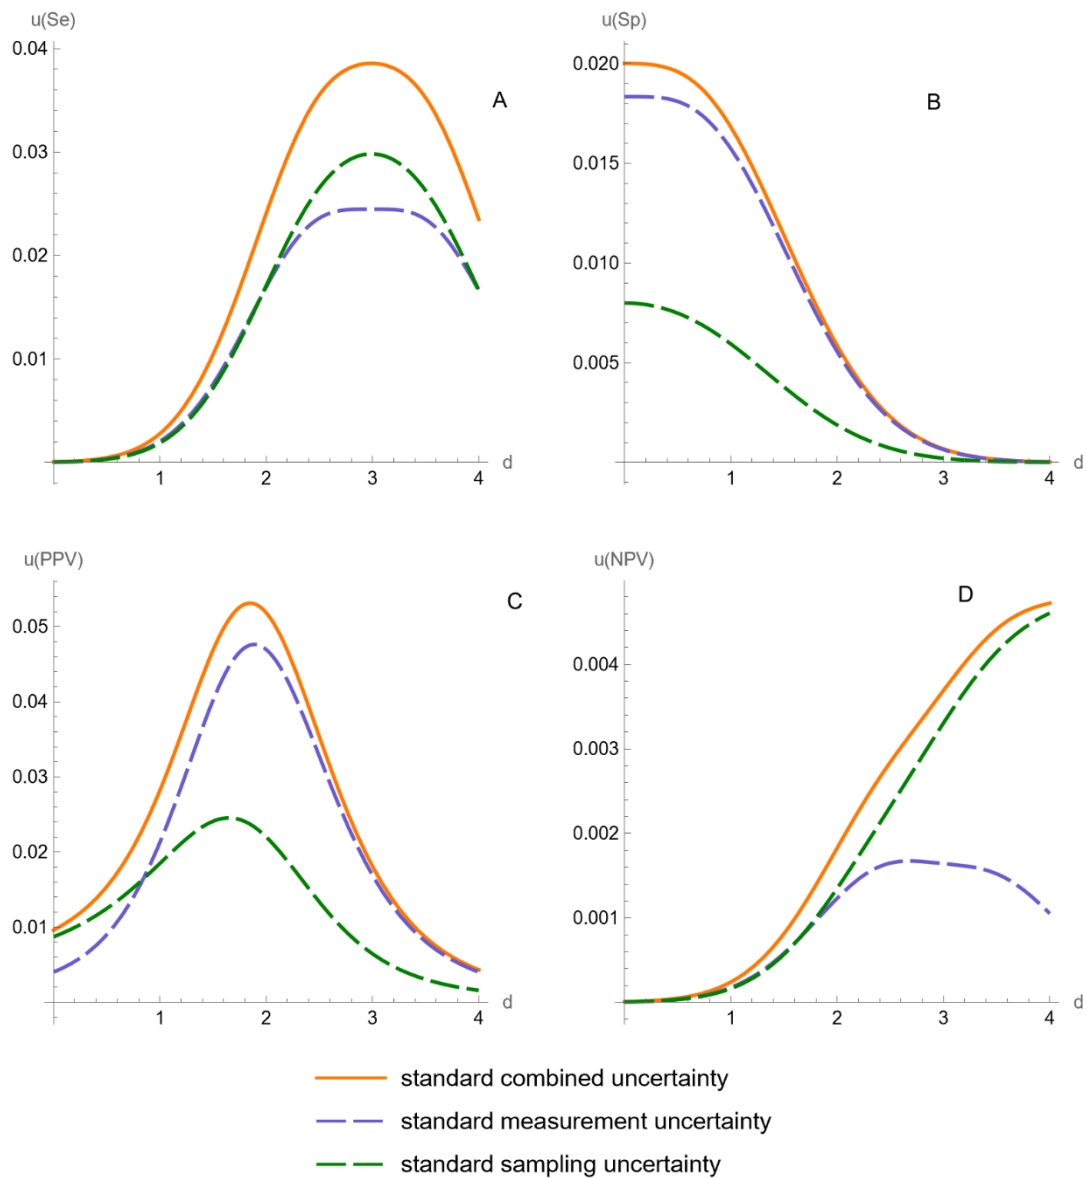 u(Se)
0.04
0.03
0.02
0.01
1
2
3
4
d
A
u(Sp)
0.020
0.015
0.010
0.005
1
2
3
4
d
B
u(PPV)
0.05
0.04
0.03
0.02
0.01
1
2
3
4
d
C
u(NPV)
0.004
0.003
0.002
0.001
1
2
3
4
d
D
standard combined uncertainty
standard measurement uncertainty
standard sampling uncertainty